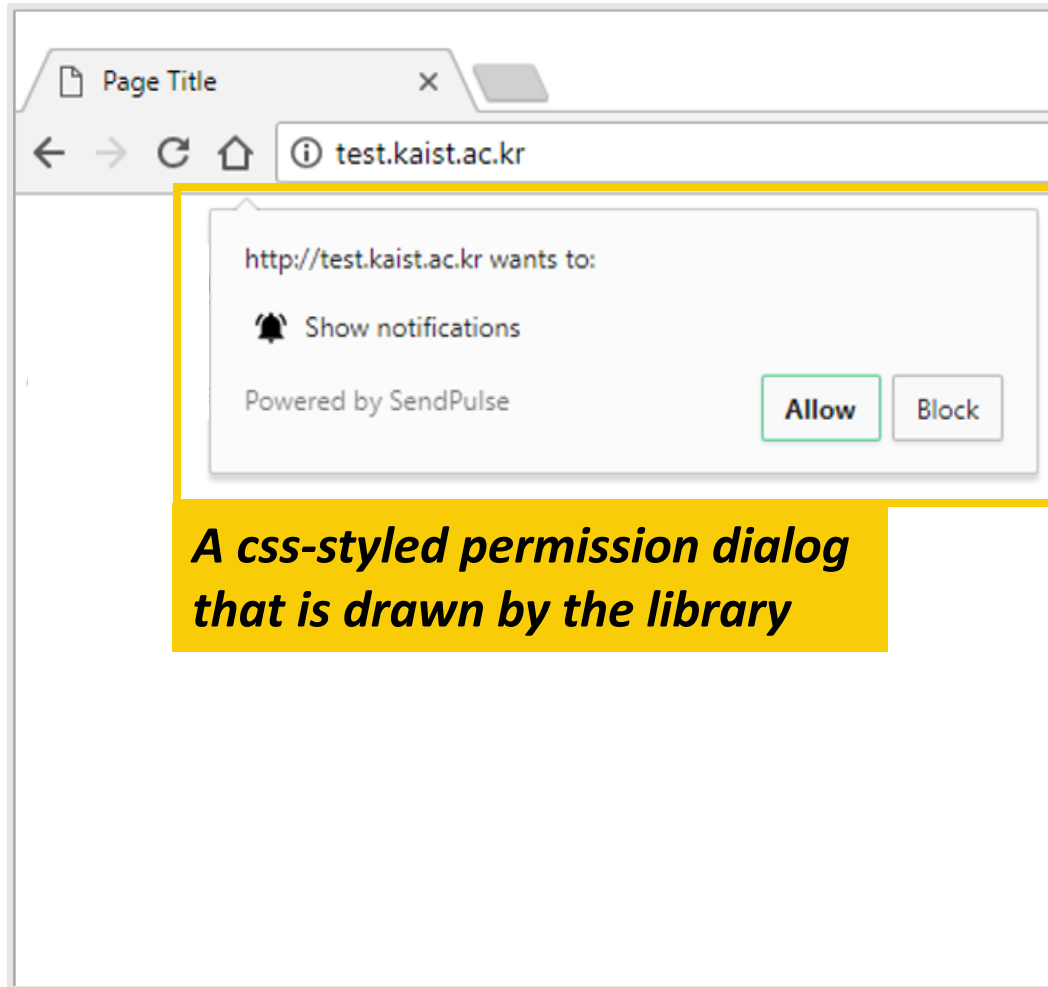 Page Title
test.kaist.ac.kr
http://test.kaist.ac.kr wants to:
Show notifications
Powered by SendPulse
Allow
Block
A css-styled permission dialog
that is drawn by the library